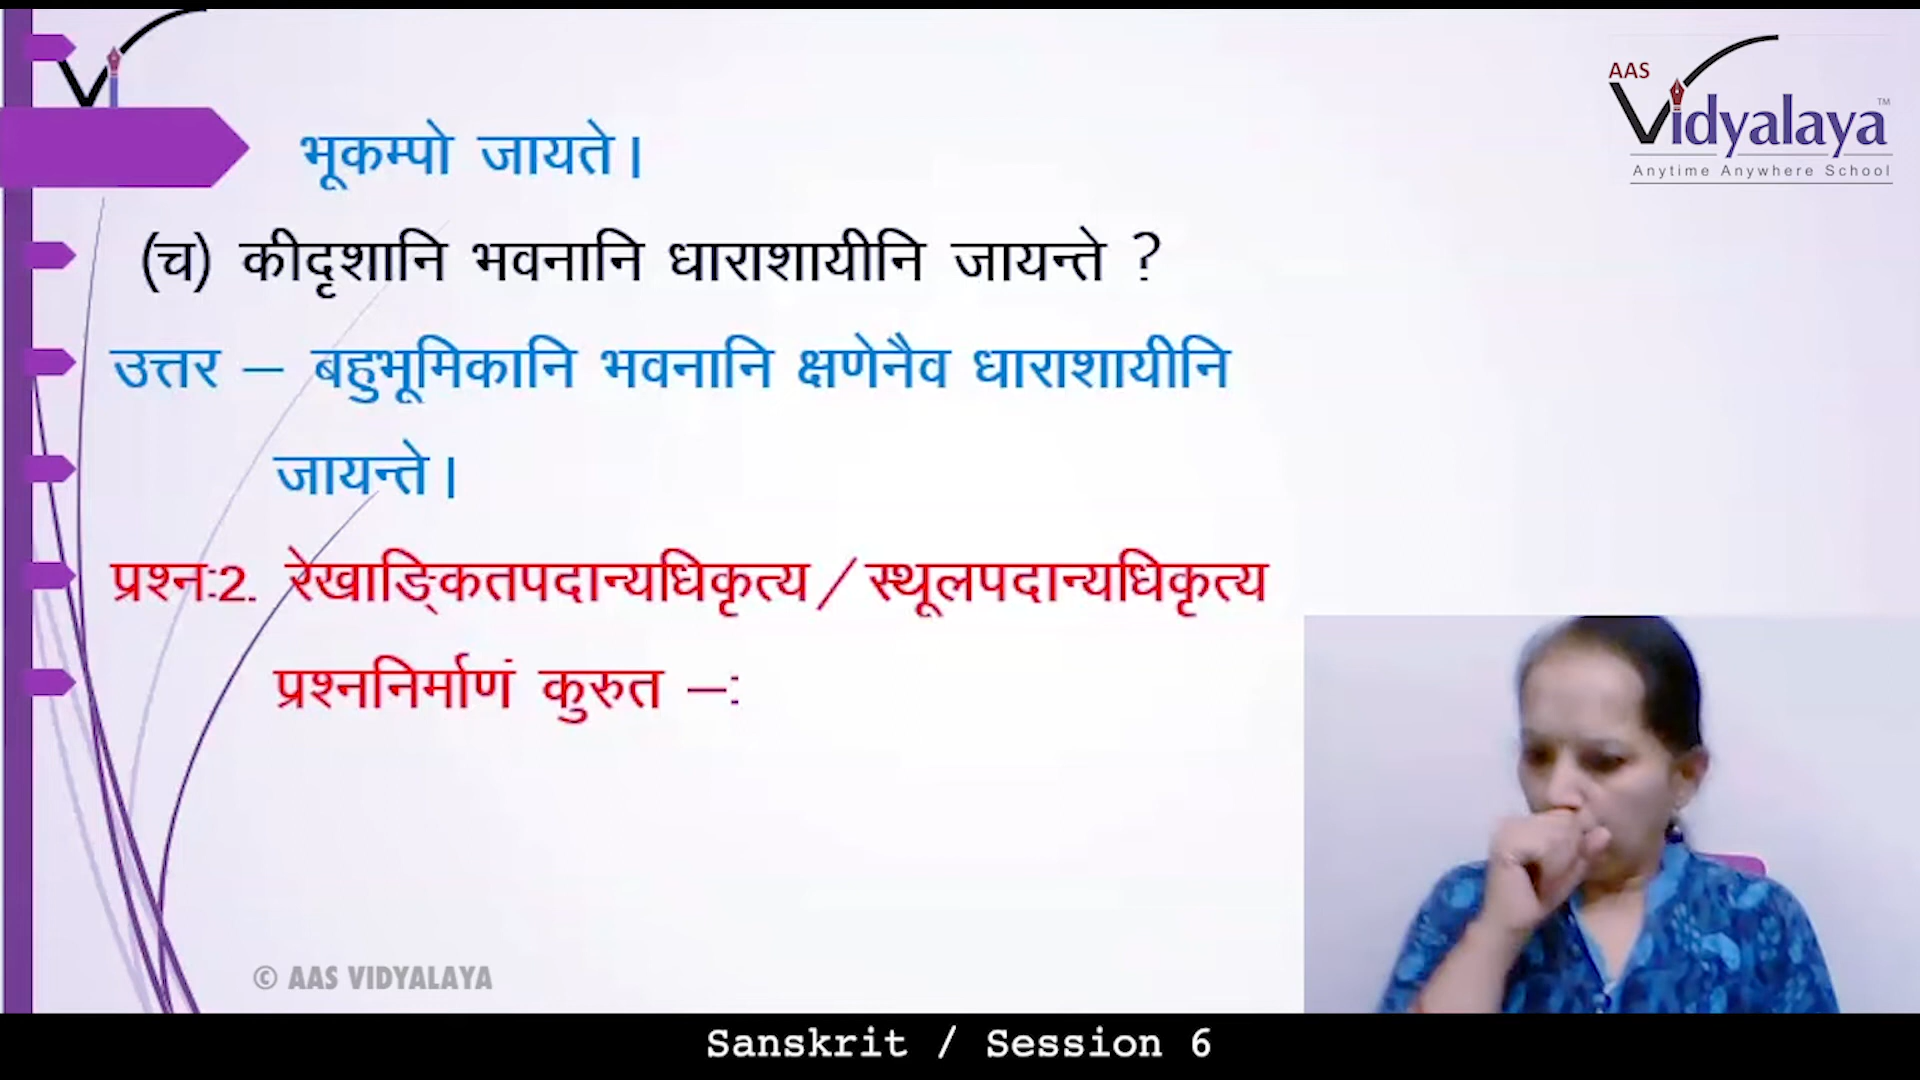 AAS
Vidyalaya™
Anytime Anywhere School
भूकम्पो जायते।
(च) कीदृशानि भवनानि धाराशायीनि जायन्ते ?
उत्तर – बहुभूमिकानि भवनानि क्षणेनैव धाराशायीनि
जायन्ते।
प्रश्न:2. रेखाङ्कितपदान्यधिकृत्य/स्थूलपदान्यधिकृत्य
प्रश्ननिर्माणं कुरुत –:
© AAS VIDYALAYA
Sanskrit / Session 6